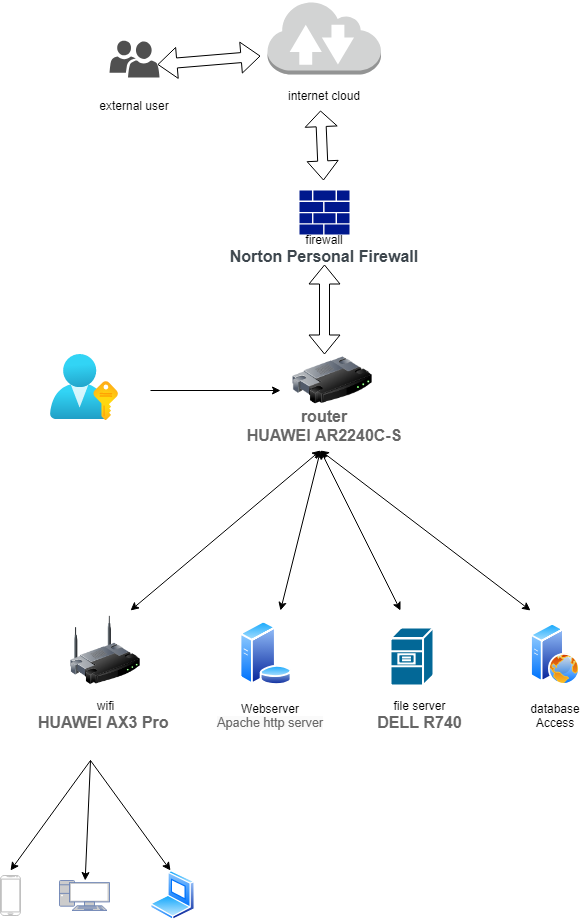 external user
internet cloud
firewall
Norton Personal Firewall
router
HUAWEI AR2240C-S
wifi
HUAWEI AX3 Pro
Webserver
Apache http server
file server
DELL R740
database
Access